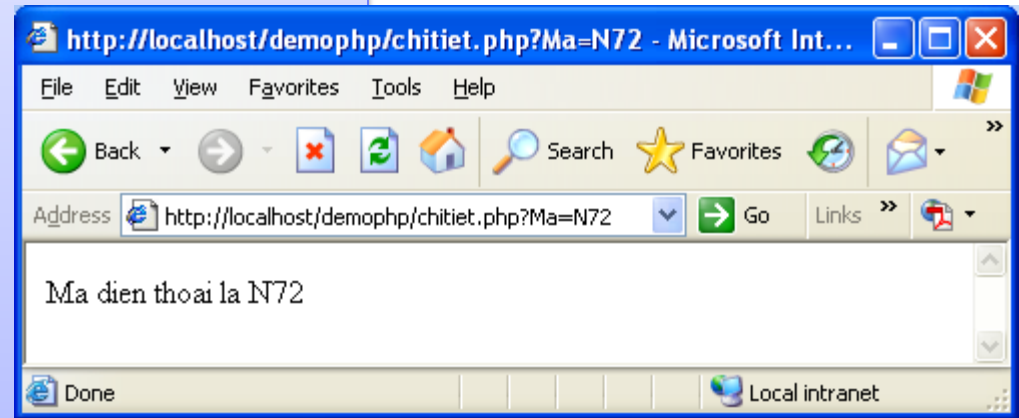 http://localhost/demophp/chitiet.php?Ma=N72 - Microsoft Int...
File Edit View Favorites Tools Help
Back Search Favorites »
Address http://localhost/demophp/chitiet.php?Ma=N72 Go Links »
Ma dien thoai la N72
Done Local intranet